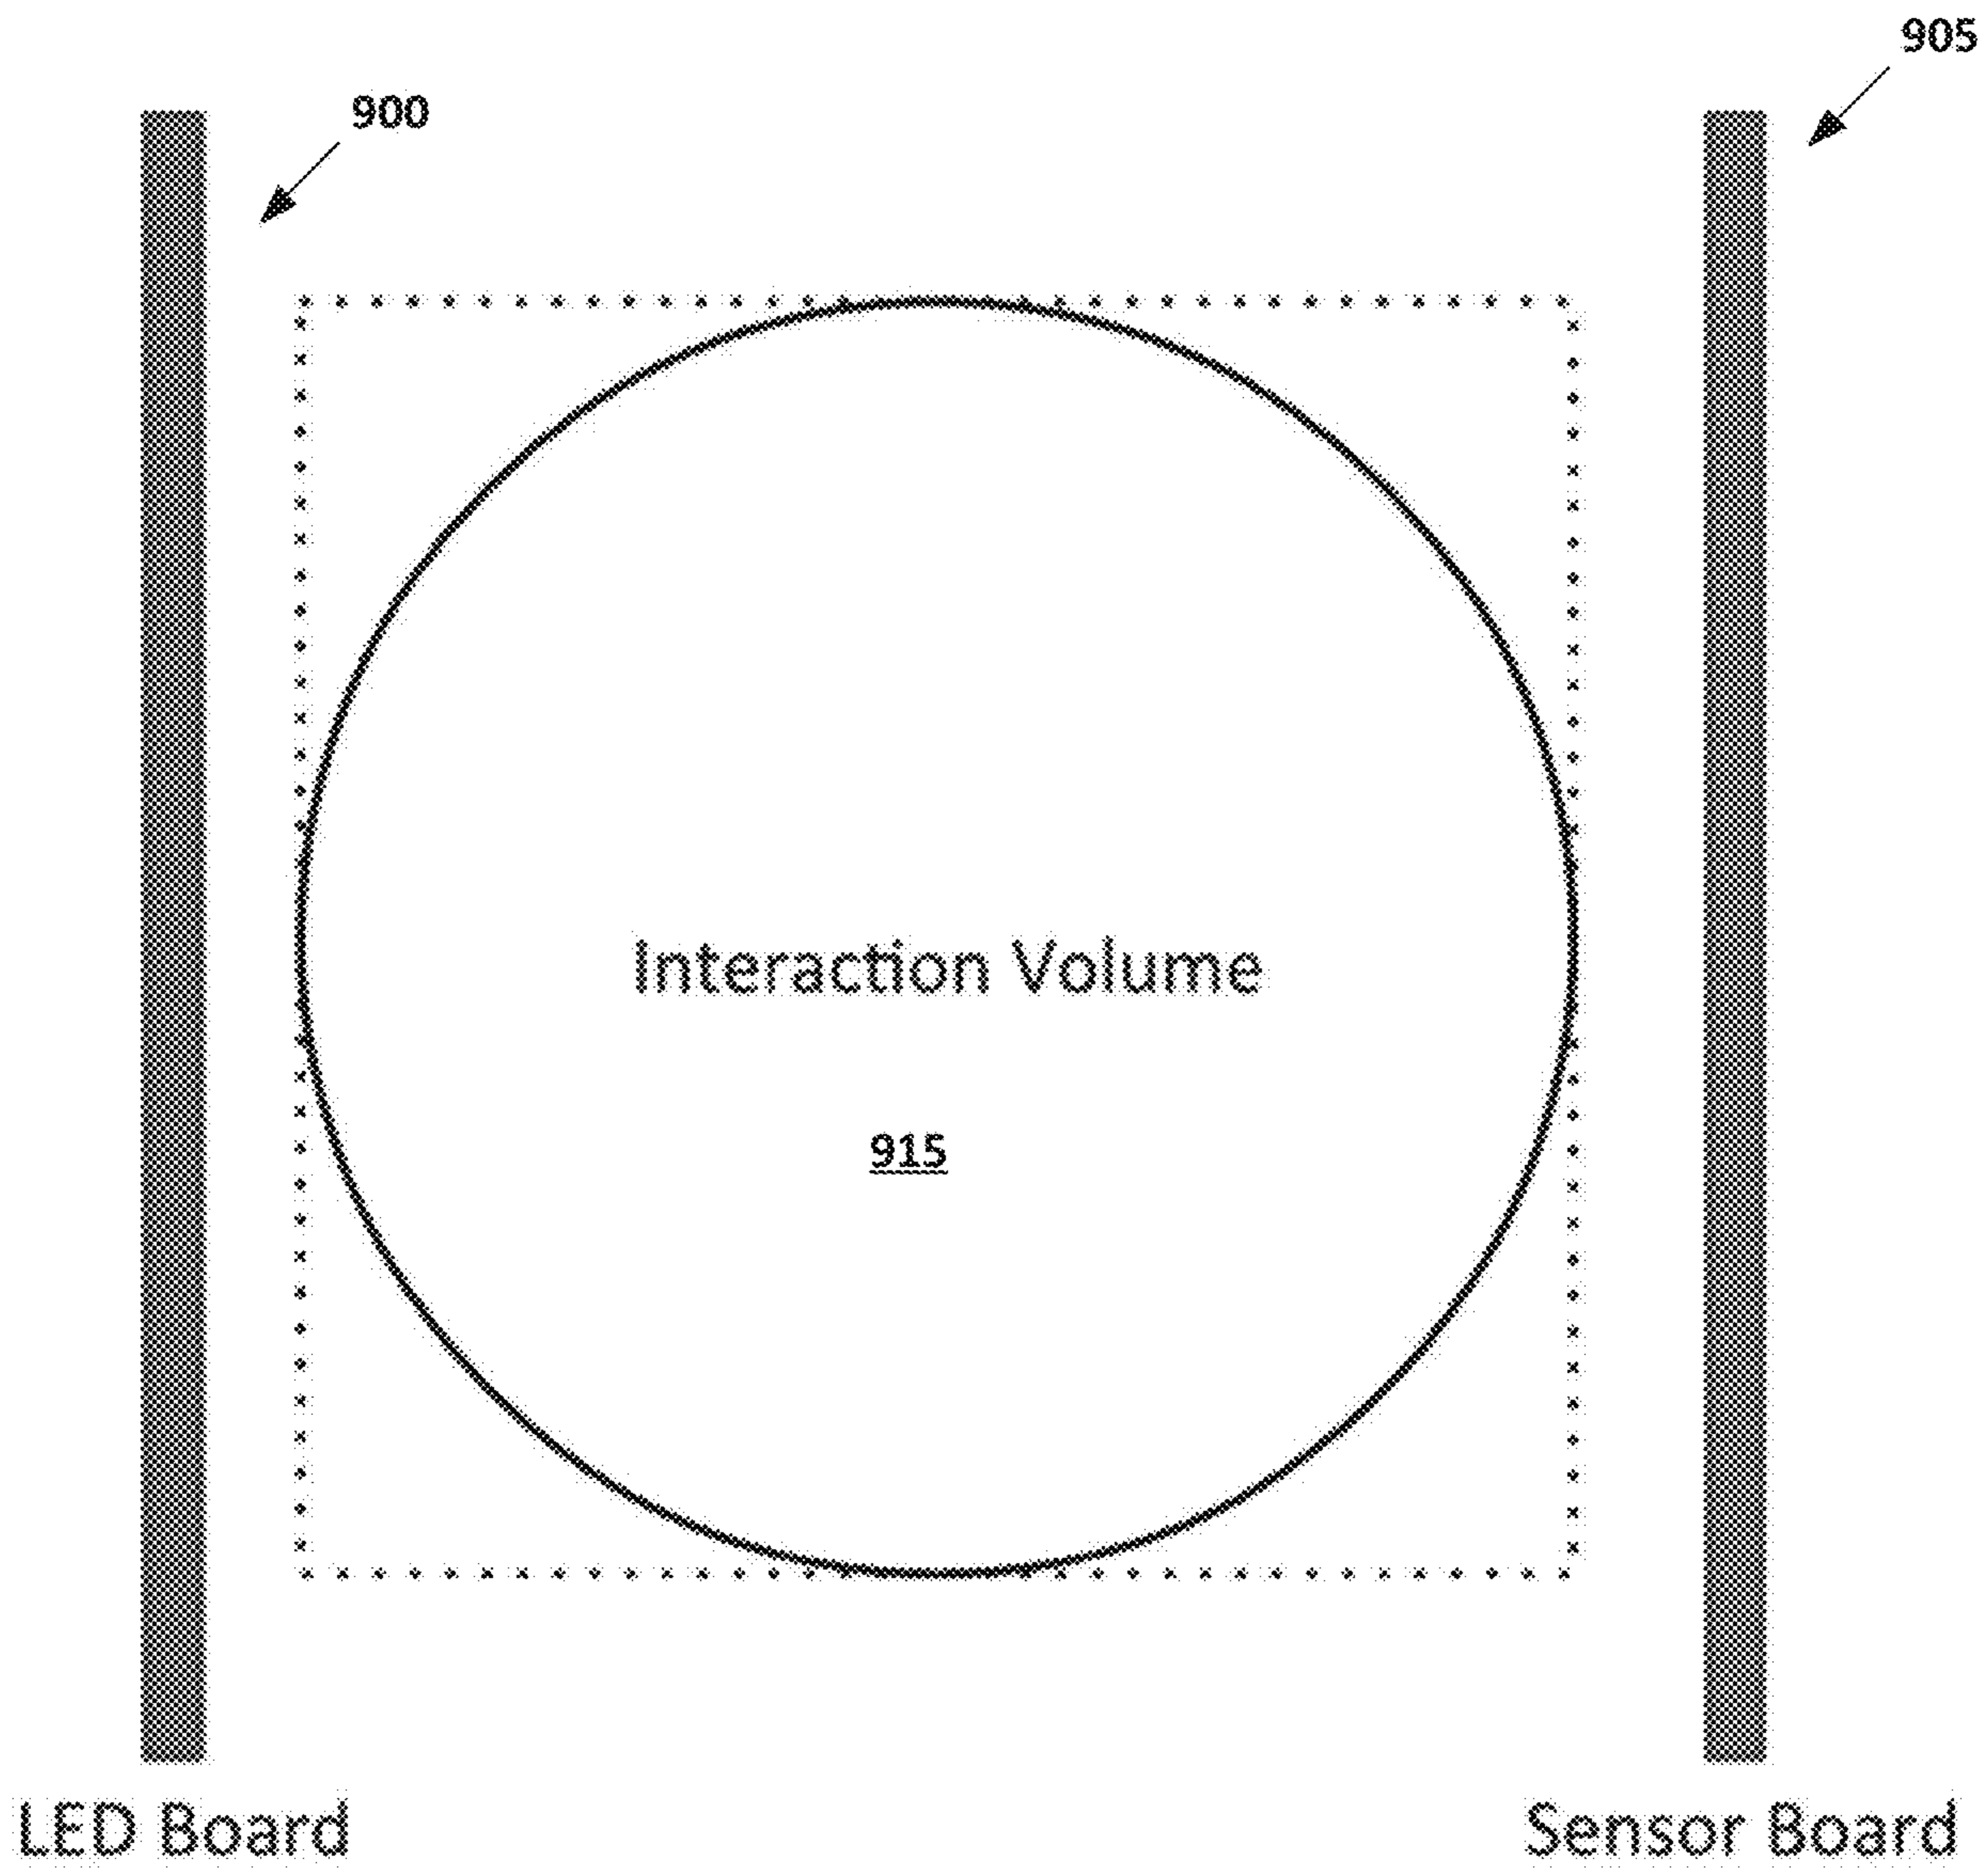 905
900
Interaction Volume
915
LED Board
Sensor Board